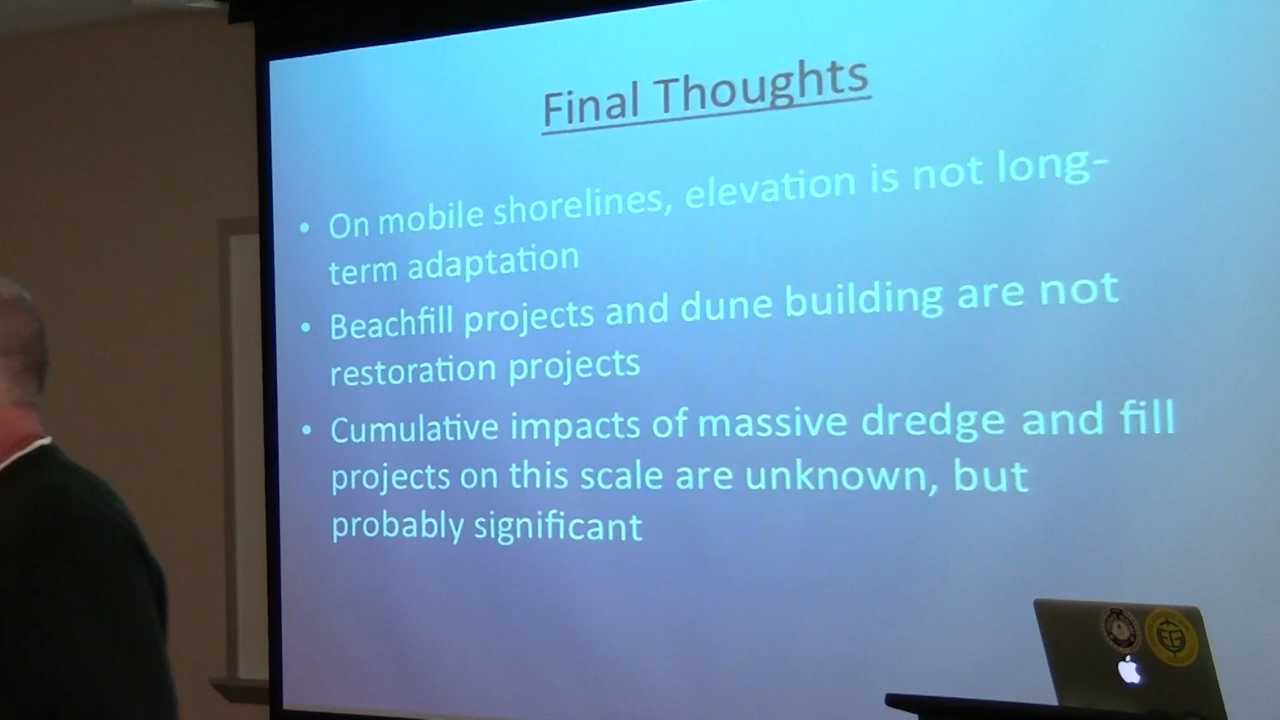 Final Thoughts
• On mobile shorelines, elevation is not long-
term adaptation
• Beachfill projects and dune building are not
restoration projects
• Cumulative impacts of massive dredge and fill
projects on this scale are unknown, but
probably significant